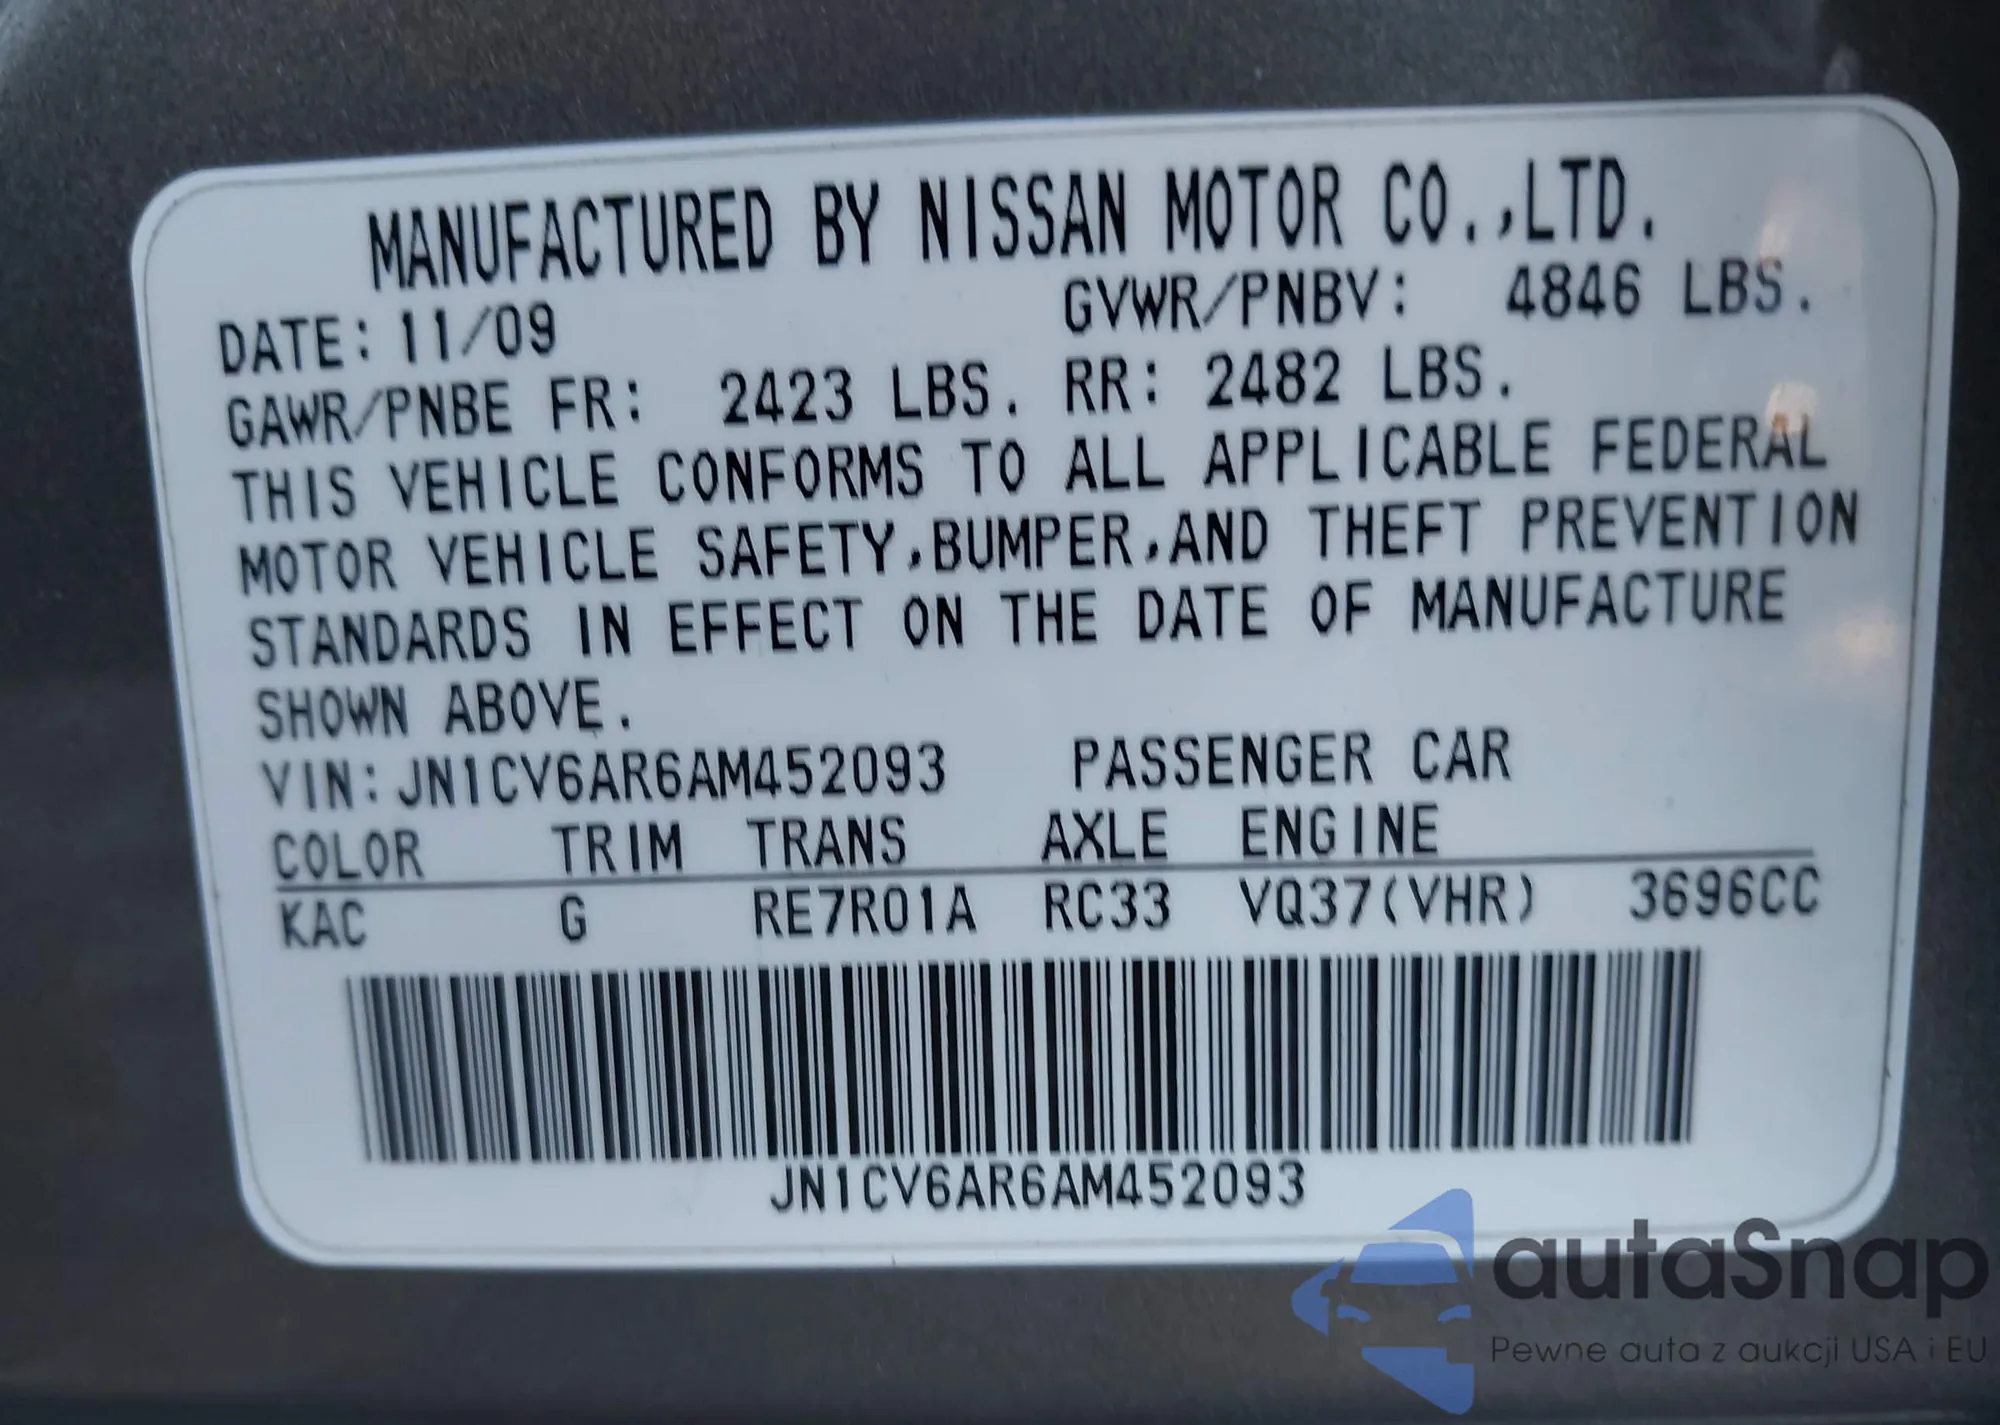 MANUFACTURED BY NISSAN MOTOR CO.,LTD.
DATE: 11/09 GVWR/PNBV: 4846 LBS.
GAWR/PNBE FR: 2423 LBS. RR: 2482 LBS.
THIS VEHICLE CONFORMS TO ALL APPLICABLE FEDERAL
MOTOR VEHICLE SAFETY,BUMPER,AND THEFT PREVENTION
STANDARDS IN EFFECT ON THE DATE OF MANUFACTURE
SHOWN ABOVE.
VIN:JN1CV6AR6AM452093 PASSENGER CAR
COLOR TRIM TRANS AXLE ENGINE
KAC G RE7R01A RC33 VQ37(VHR) 3696CC
JN1CV6AR6AM452093
autaSnap
Pewne auta z aukcji USA i EU